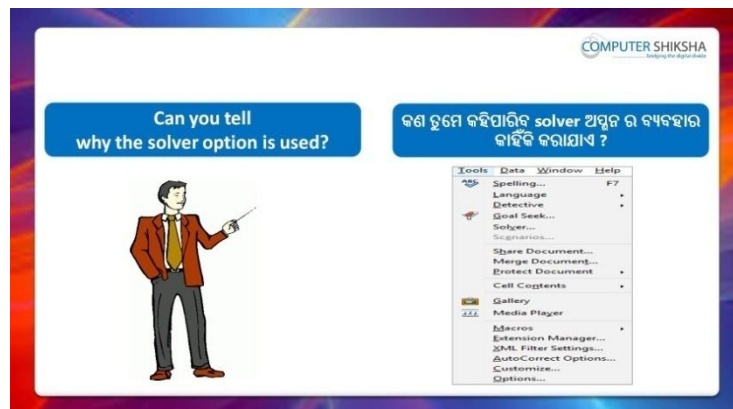 COMPUTER SHIKSHA
Bridging the digital divide
Can you tell
why the solver option is used?
କଣ ତୁମେ କହିପାରିବ solver ଅପ୍ସନ ର ବ୍ୟବହାର
କାହିଁକି କରାଯାଏ ?
Tools Data Window Help
ABC Spelling... F7
Language
Detective
Goal Seek...
Solver...
Scenarios...
Share Document...
Merge Document...
Protect Document
Cell Contents
Gallery
Media Player
Macros
Extension Manager...
XML Filter Settings...
AutoCorrect Options...
Customize...
Options...